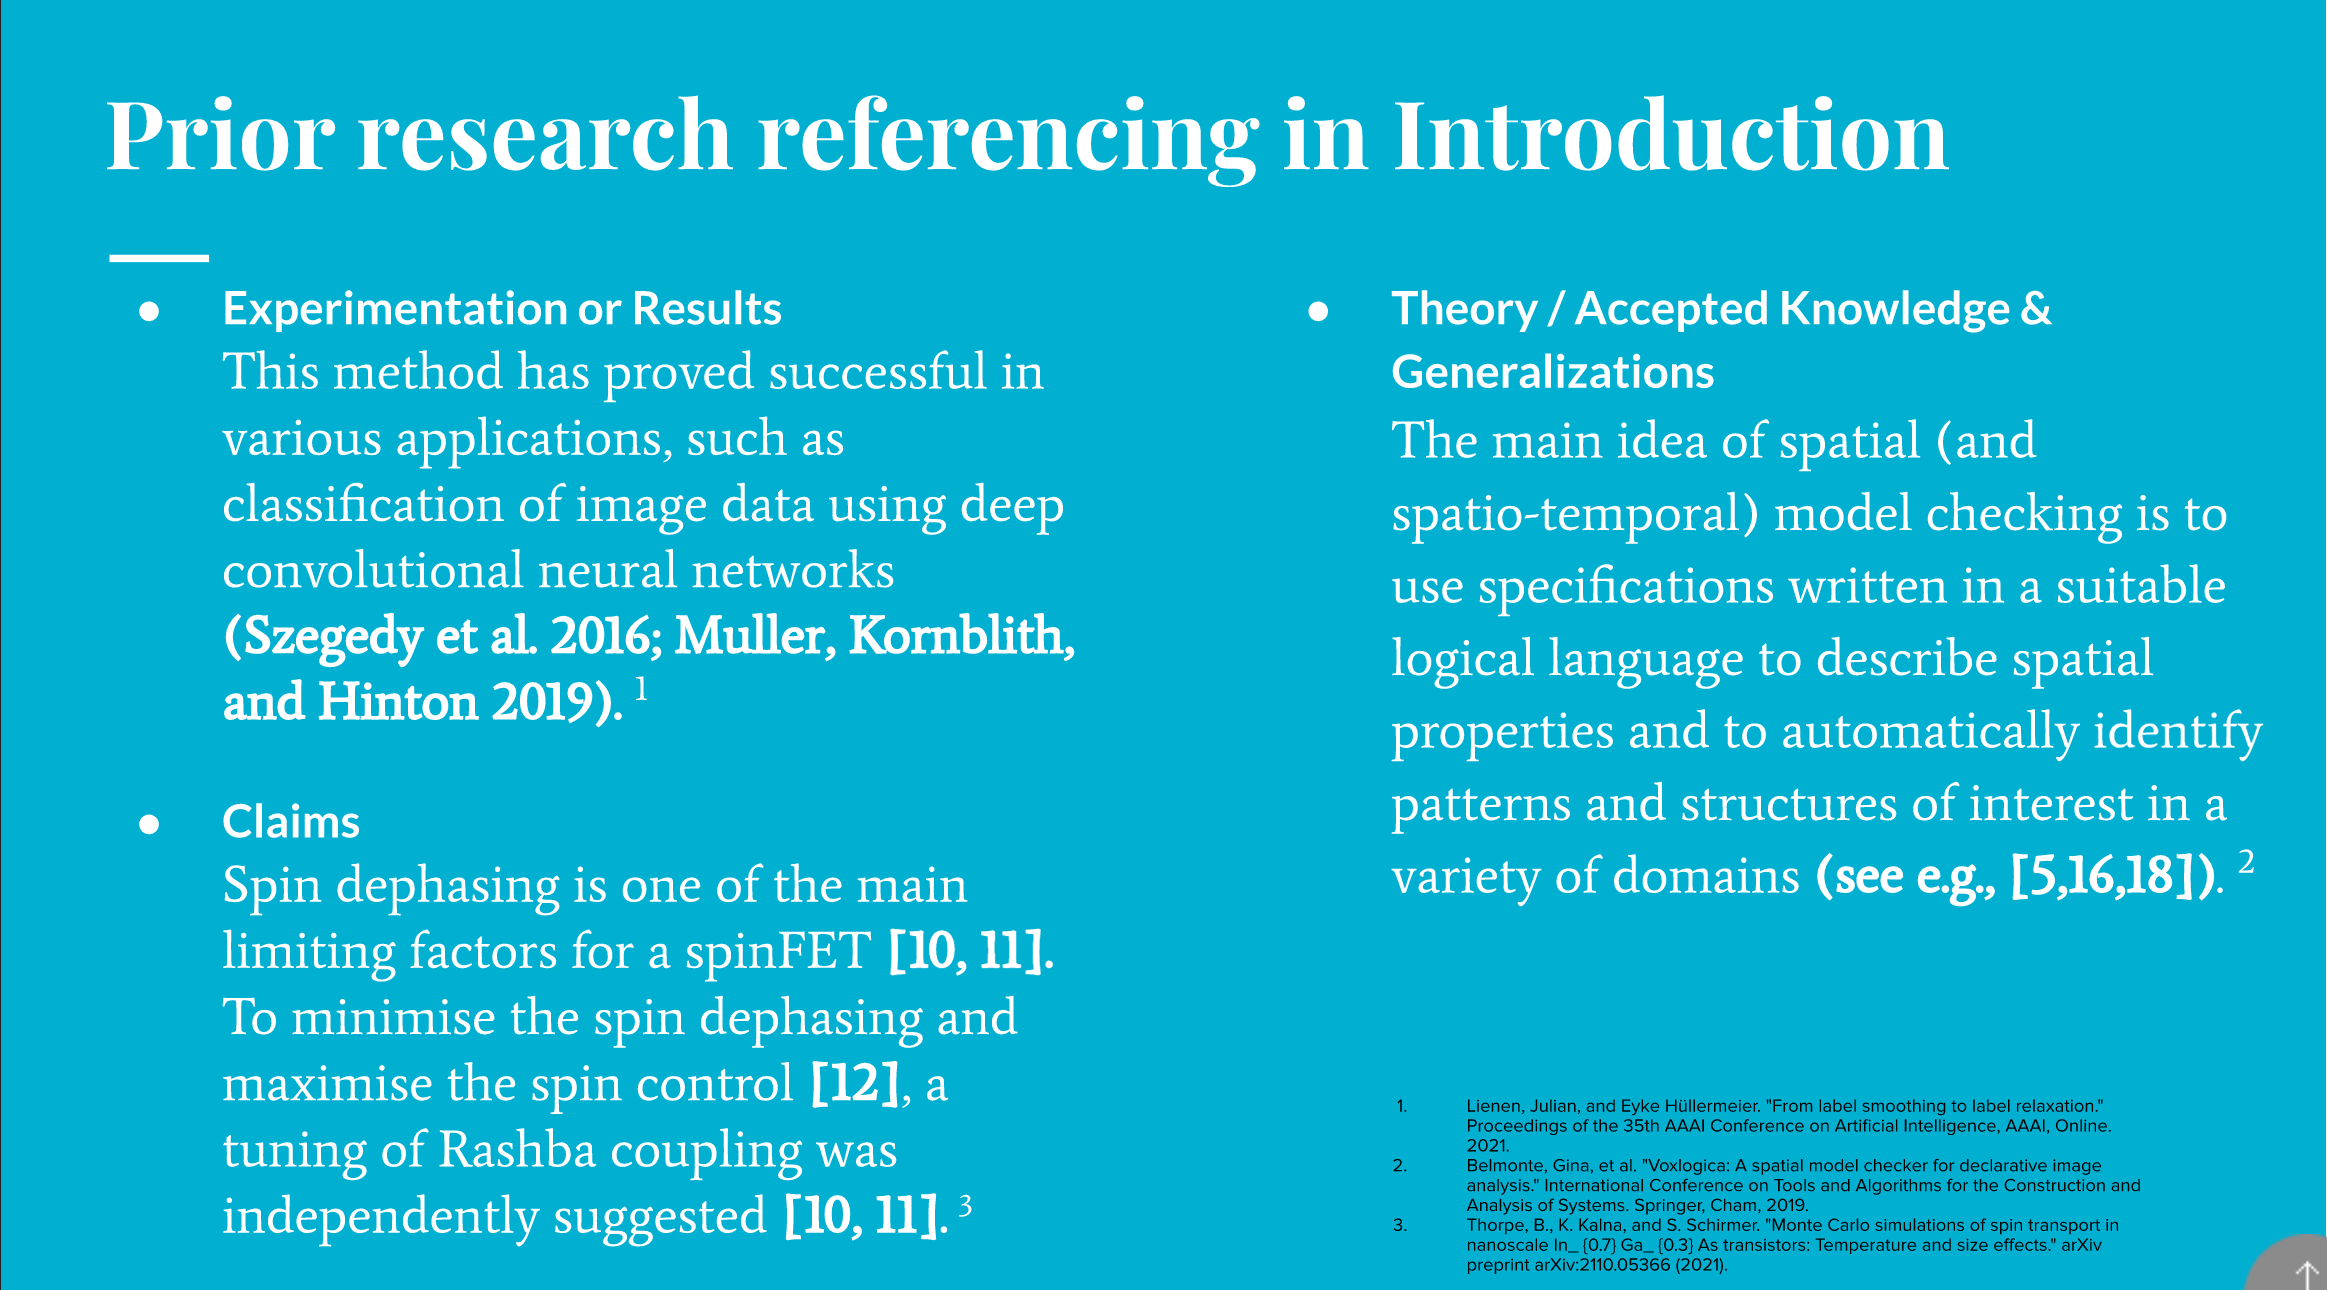 Prior research referencing in Introduction
● Experimentation or Results
This method has proved successful in
various applications, such as
classification of image data using deep
convolutional neural networks
(Szegedy et al. 2016; Muller, Kornblith,
and Hinton 2019). 1
● Claims
Spin dephasing is one of the main
limiting factors for a spinFET [10, 11].
To minimise the spin dephasing and
maximise the spin control [12], a
tuning of Rashba coupling was
independently suggested [10, 11]. 3
● Theory / Accepted Knowledge &
Generalizations
The main idea of spatial (and
spatio-temporal) model checking is to
use specifications written in a suitable
logical language to describe spatial
properties and to automatically identify
patterns and structures of interest in a
variety of domains (see e.g., [5,16,18]). 2
1. Lienen, Julian, and Eyke Hüllermeier. "From label smoothing to label relaxation."
Proceedings of the 35th AAAI Conference on Artificial Intelligence, AAAI, Online.
2021.
2. Belmonte, Gina, et al. "Voxlogica: A spatial model checker for declarative image
analysis." International Conference on Tools and Algorithms for the Construction and
Analysis of Systems. Springer, Cham, 2019.
3. Thorpe, B., K. Kalna, and S. Schirmer. "Monte Carlo simulations of spin transport in
nanoscale In_ {0.7} Ga_ {0.3} As transistors: Temperature and size effects." arXiv
preprint arXiv:2110.05366 (2021).